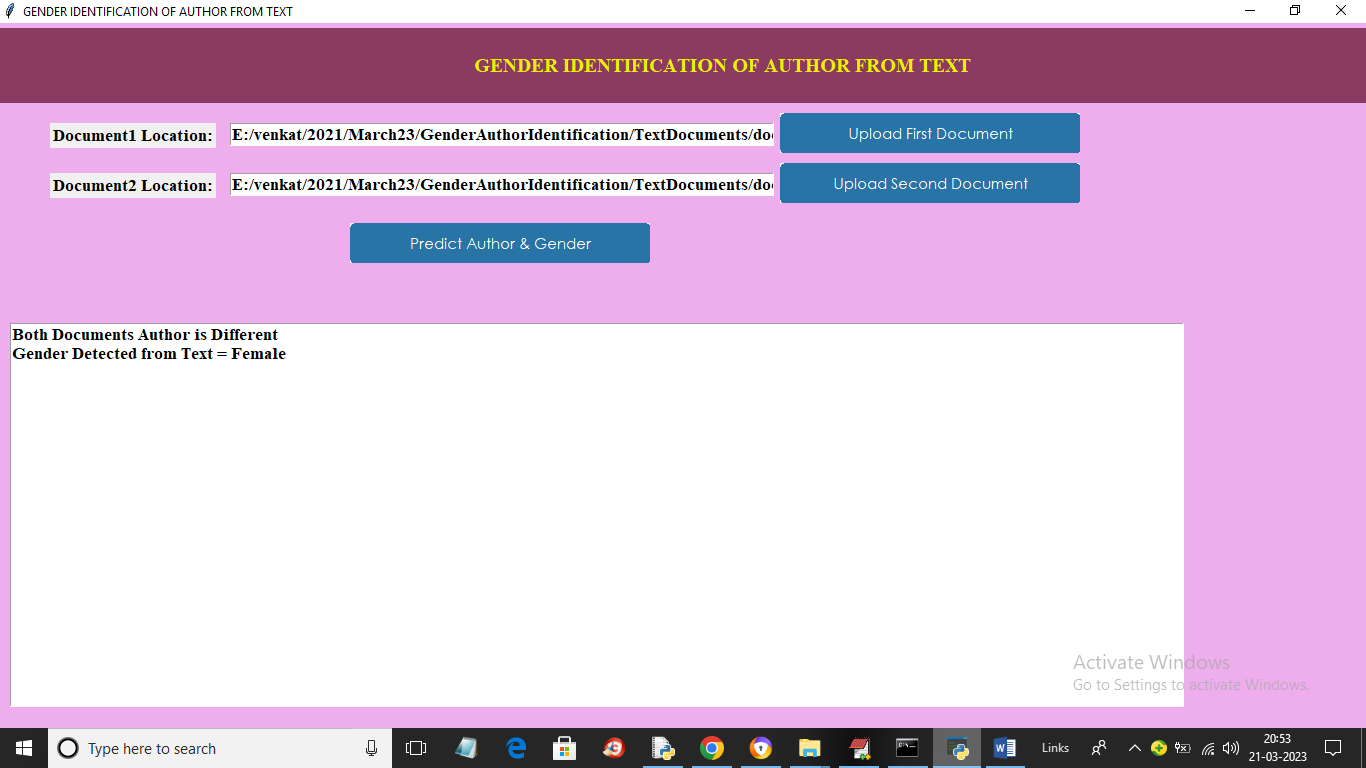 GENDER IDENTIFICATION OF AUTHOR FROM TEXT
GENDER IDENTIFICATION OF AUTHOR FROM TEXT
Document1 Location: E:/venkat/2021/March23/GenderAuthorIdentification/TextDocuments/do Upload First Document
Document2 Location: E:/venkat/2021/March23/GenderAuthorIdentification/TextDocuments/do Upload Second Document
Predict Author & Gender
Both Documents Author is Different
Gender Detected from Text = Female
Activate Windows
Go to Settings to activate Windows.
Type here to search
Links
20:53
21-03-2023